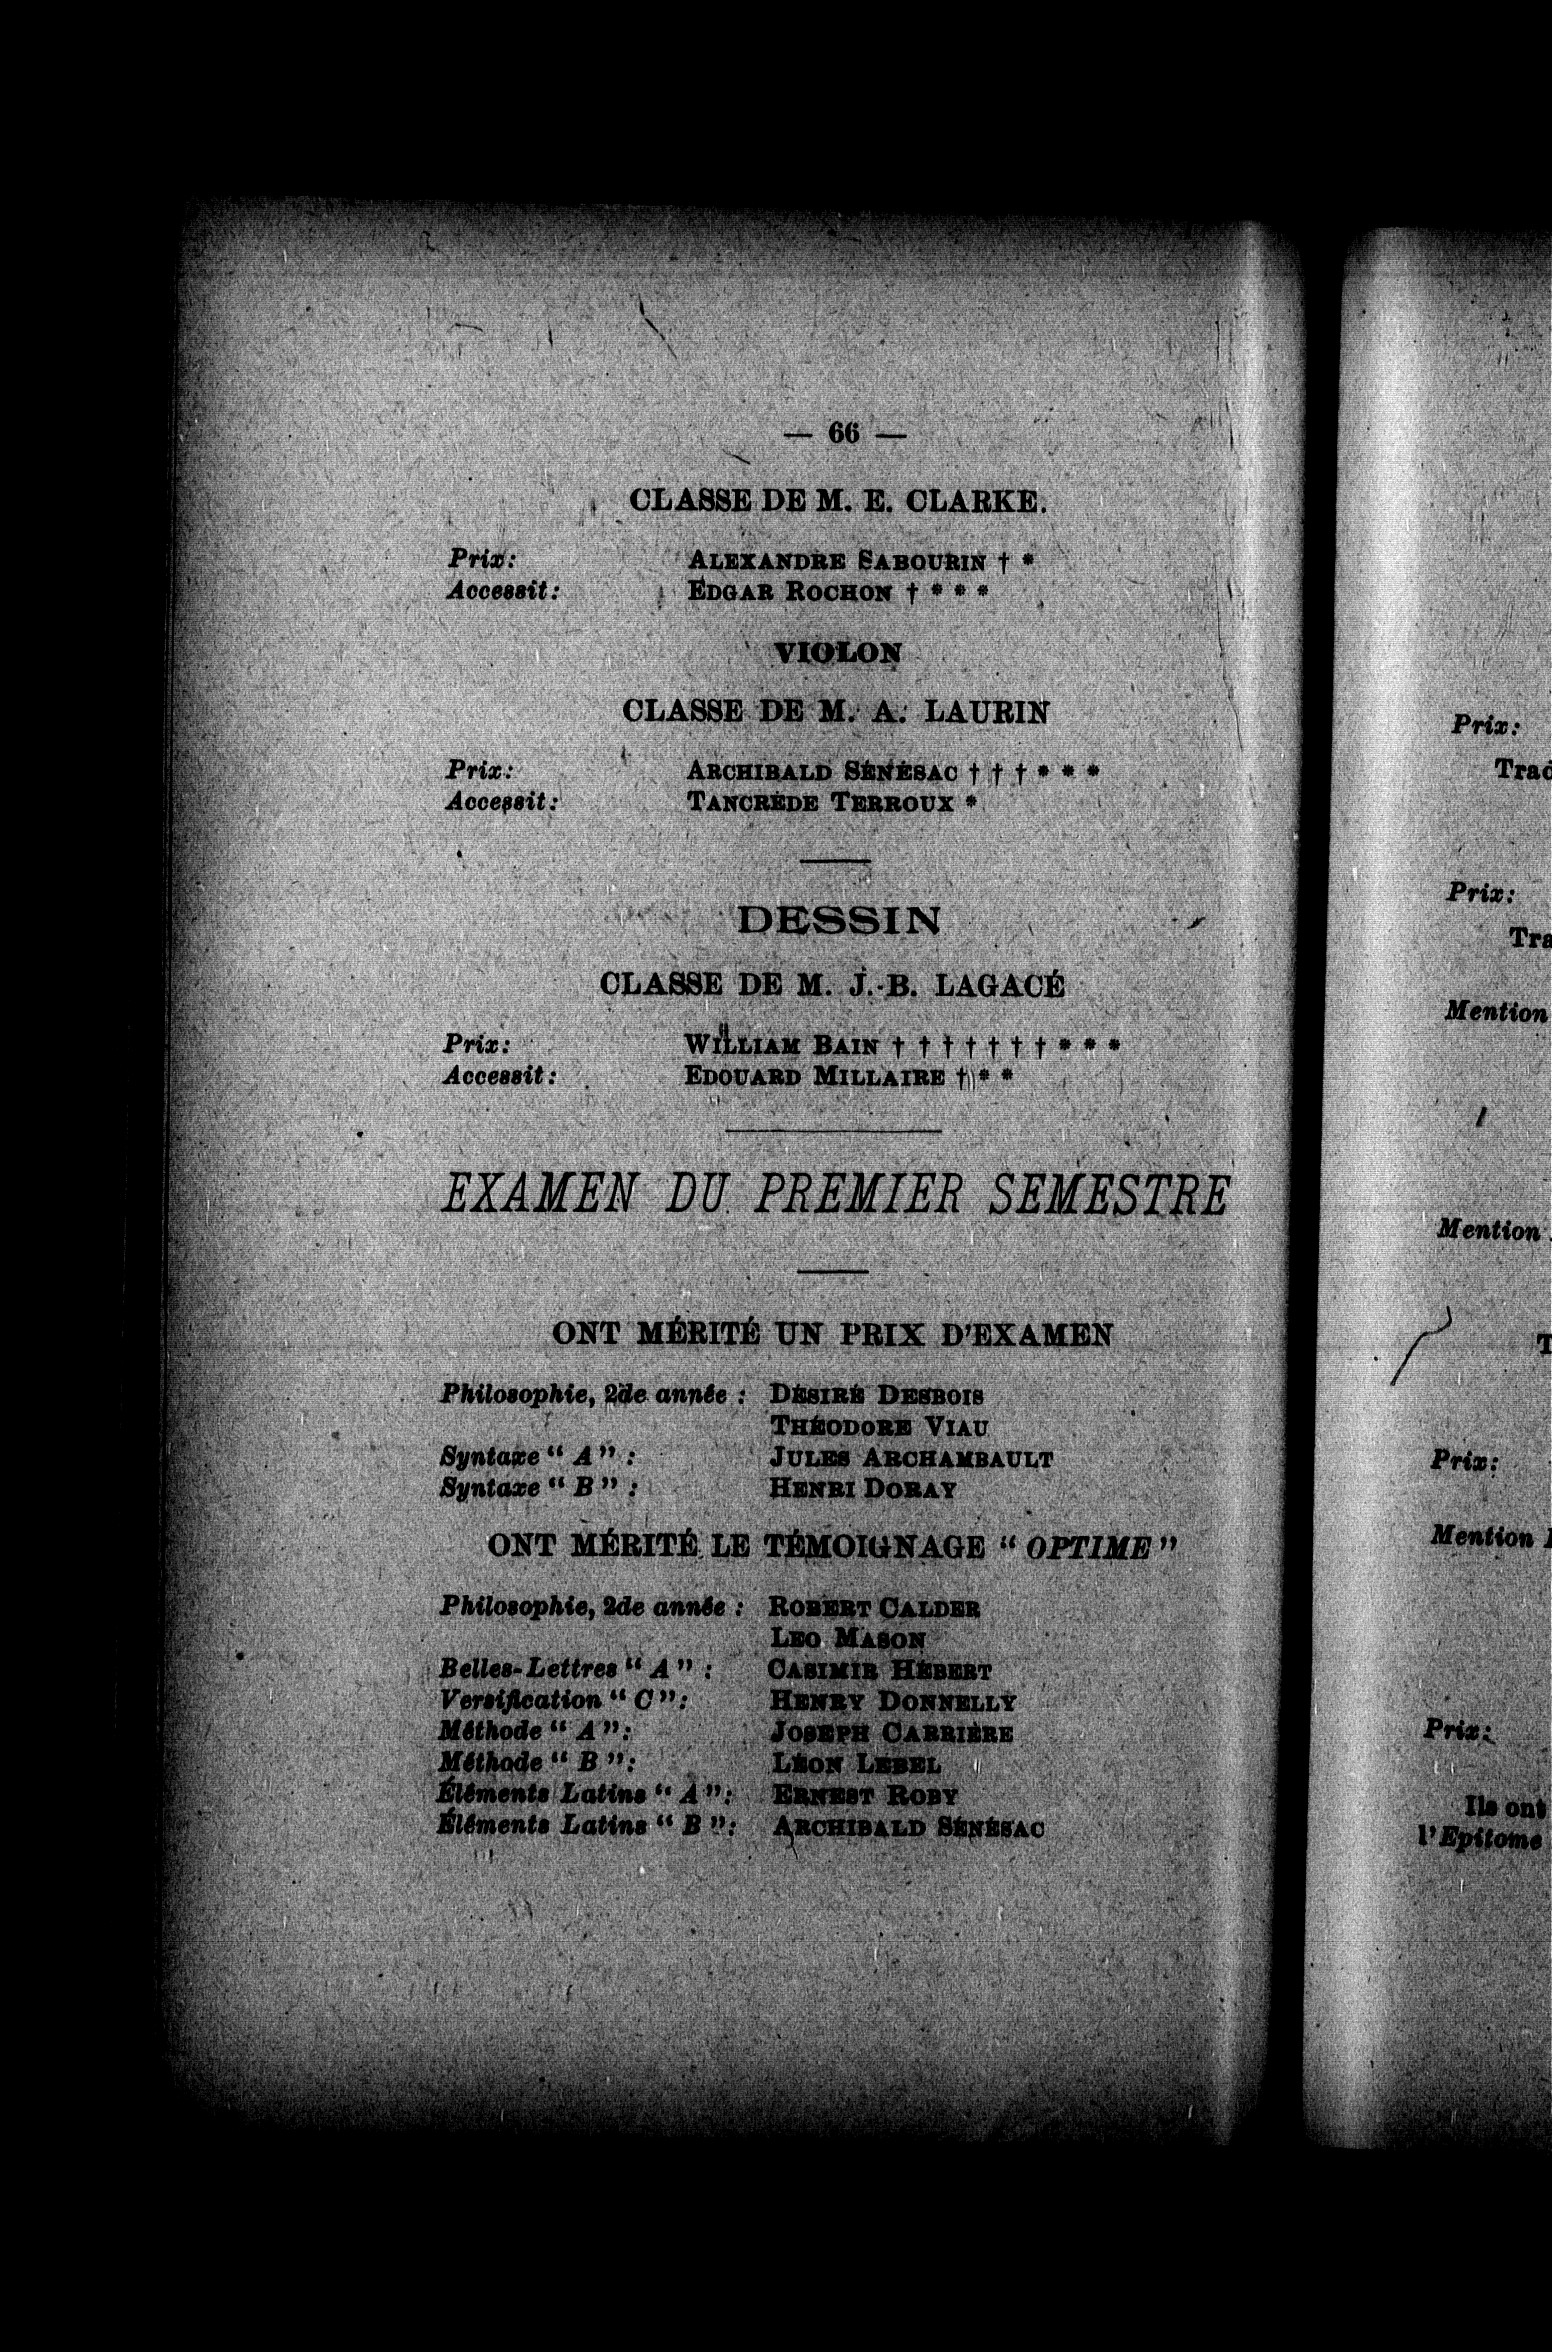 — 66 —
CLASSE DE M. E. CLARKE.
Prix: ALEXANDRE SABOURIN † *
Accessit: EDGAR ROCHON † * * *
VIOLON
CLASSE DE M. A. LAURIN
Prix: ARCHIBALD SÉNÉSAC † † † * * *
Accessit: TANCRÈDE TERROUX *
DESSIN
CLASSE DE M. J.-B. LAGACÉ
Prix: WILLIAM BAIN † † † † † † † * * *
Accessit: EDOUARD MILLAIRE † * *
EXAMEN DU PREMIER SEMESTRE
ONT MÉRITÉ UN PRIX D'EXAMEN
Philosophie, 2de année : DÉSIRÉ DESBOIS
THÉODORE VIAU
Syntaxe “ A ” : JULES ARCHAMBAULT
Syntaxe “ B ” : HENRI DORAY
ONT MÉRITÉ LE TÉMOIGNAGE “ OPTIME ”
Philosophie, 2de année : ROBERT CALDER
LEO MASON
Belles-Lettres “ A ” : CASIMIR HÉBERT
Versification “ C ”: HENRY DONNELLY
Méthode “ A ”: JOSEPH CARRIÈRE
Méthode “ B ”: LÉON LEBEL
Éléments Latins “ A ”: ERNEST ROBY
Éléments Latins “ B ”: ARCHIBALD SÉNÉSAC
Prix:
Trad
Prix:
Tra
Mention
Mention
T
Prix:
Mention
Prix:
Ils ont
l'Epitome